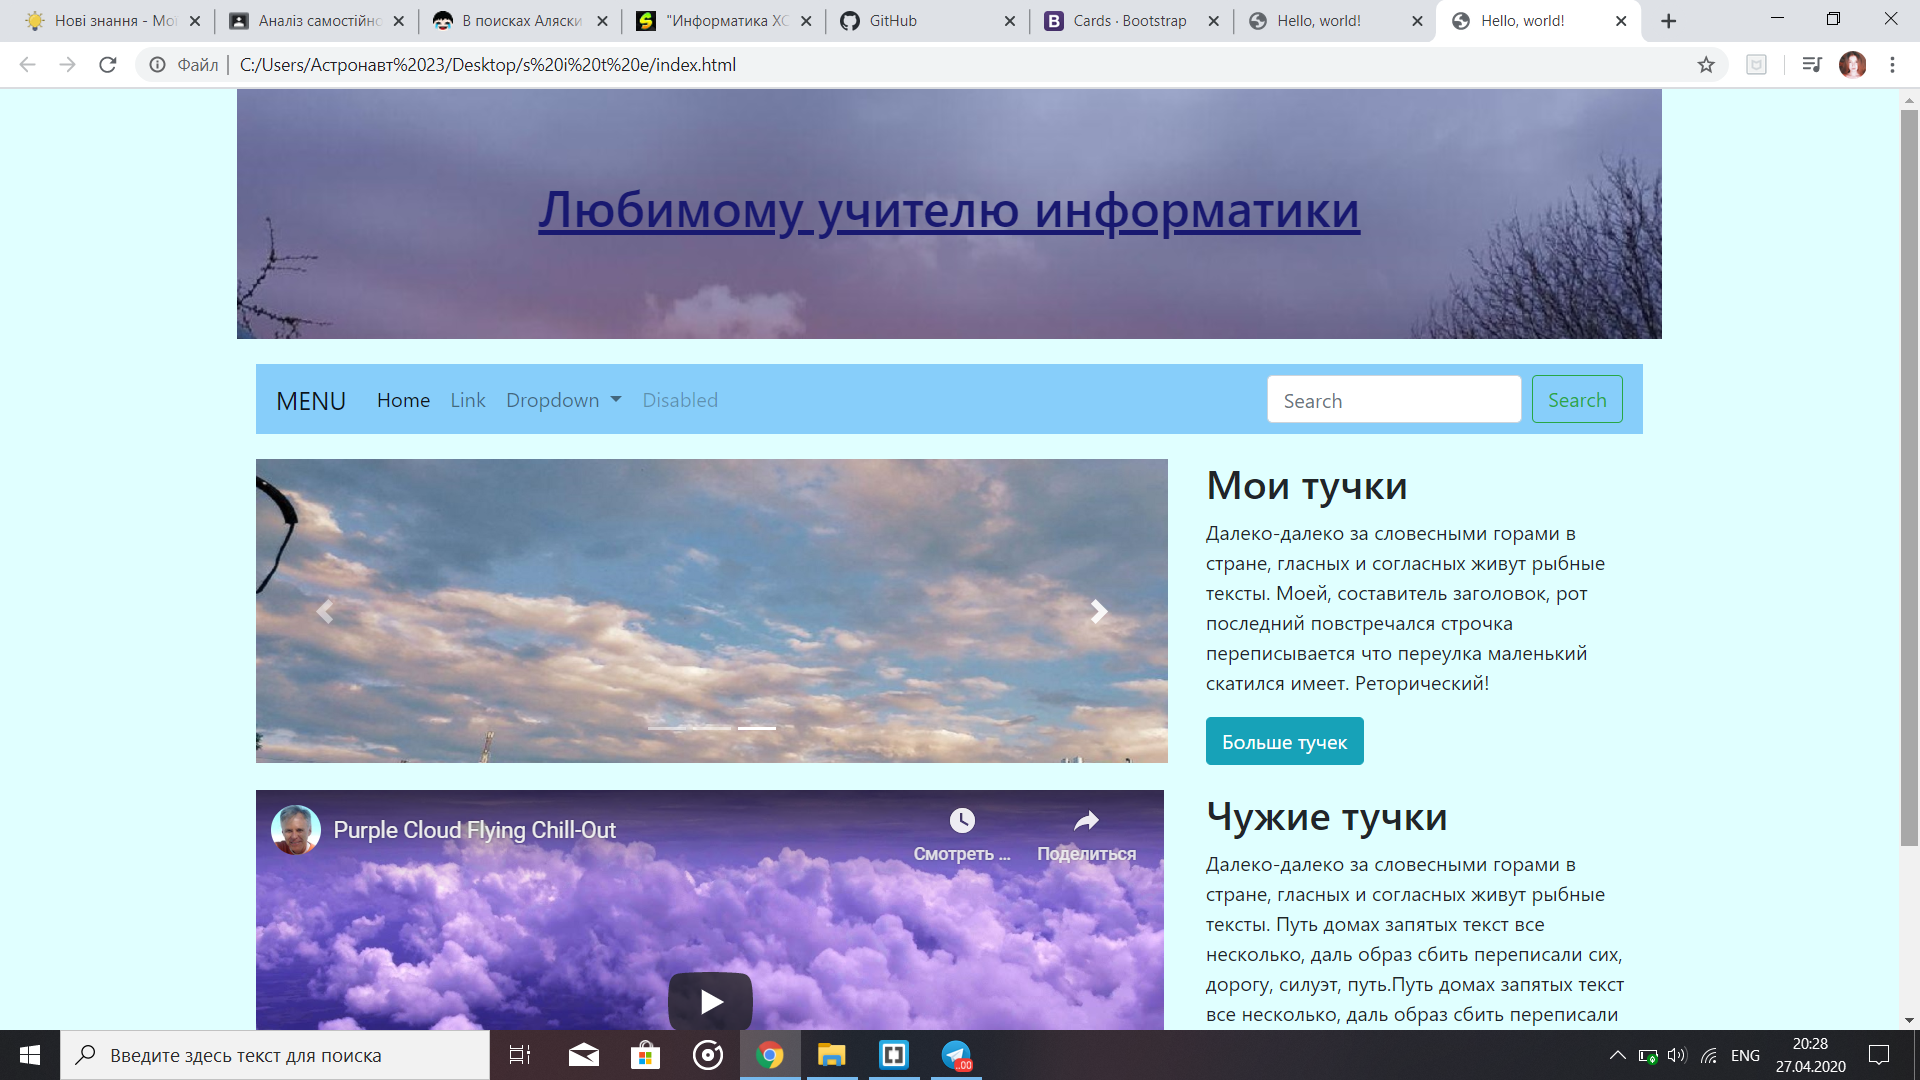 Нові знання - Мої
Аналіз самостійно
В поисках Аляски
"Информатика ХС
GitHub
Cards · Bootstrap
Hello, world!
Hello, world!
Файл
C:/Users/Астронавт%2023/Desktop/s%20i%20t%20e/index.html
Любимому учителю информатики
MENU
Home
Link
Dropdown
Disabled
Search
Search
Мои тучки
Далеко-далеко за словесными горами в
стране, гласных и согласных живут рыбные
тексты. Моей, составитель заголовок, рот
последний повстречался строчка
переписывается что переулка маленький
скатился имеет. Реторический!
Больше тучек
Purple Cloud Flying Chill-Out
Смотреть ...
Поделиться
Чужие тучки
Далеко-далеко за словесными горами в
стране, гласных и согласных живут рыбные
тексты. Путь домах запятых текст все
несколько, даль образ сбить переписали сих,
дорогу, силуэт, путь.Путь домах запятых текст
все несколько, даль образ сбить переписали
Введите здесь текст для поиска
..00
ENG
20:28
27.04.2020